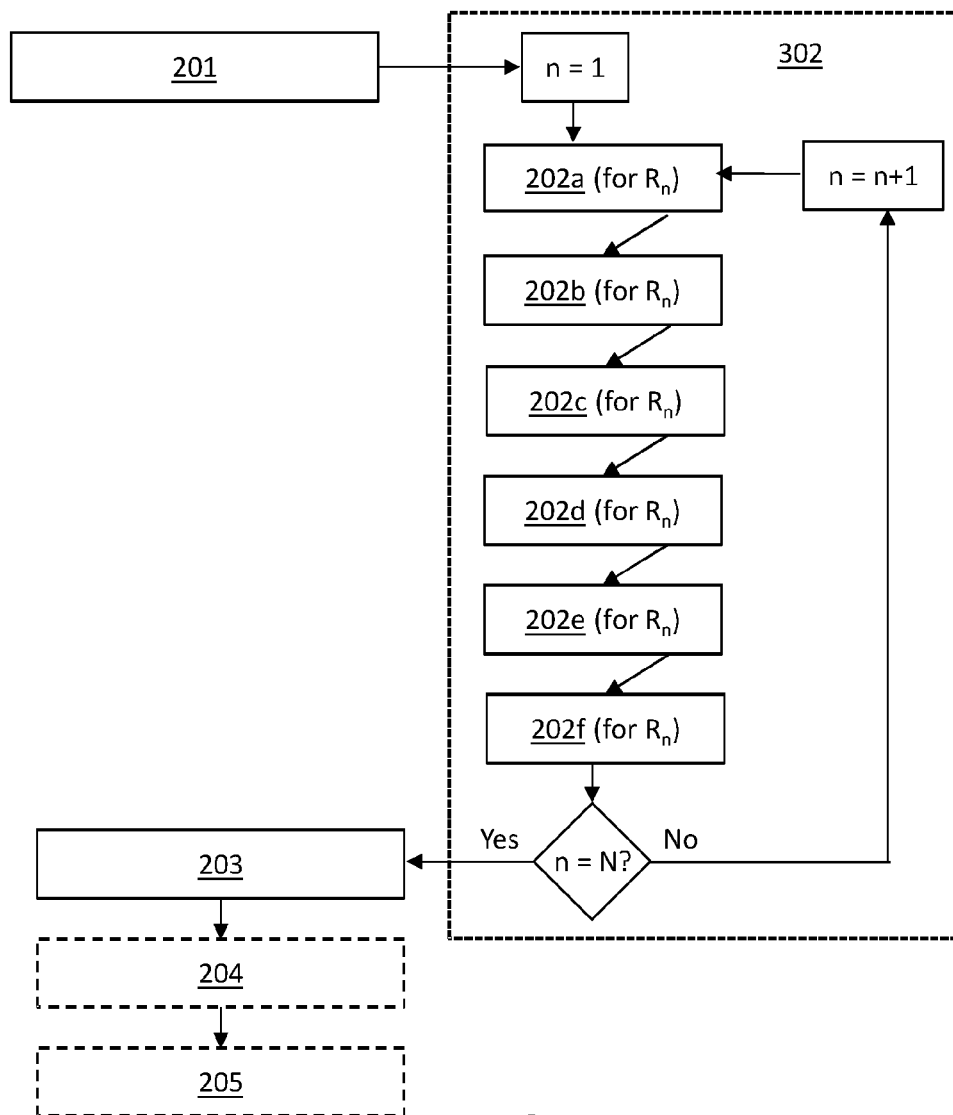 201
n = 1
302
202a (for Rn)
n = n+1
202b (for Rn)
202c (for Rn)
202d (for Rn)
202e (for Rn)
202f (for Rn)
Yes
n = N?
No
203
204
205